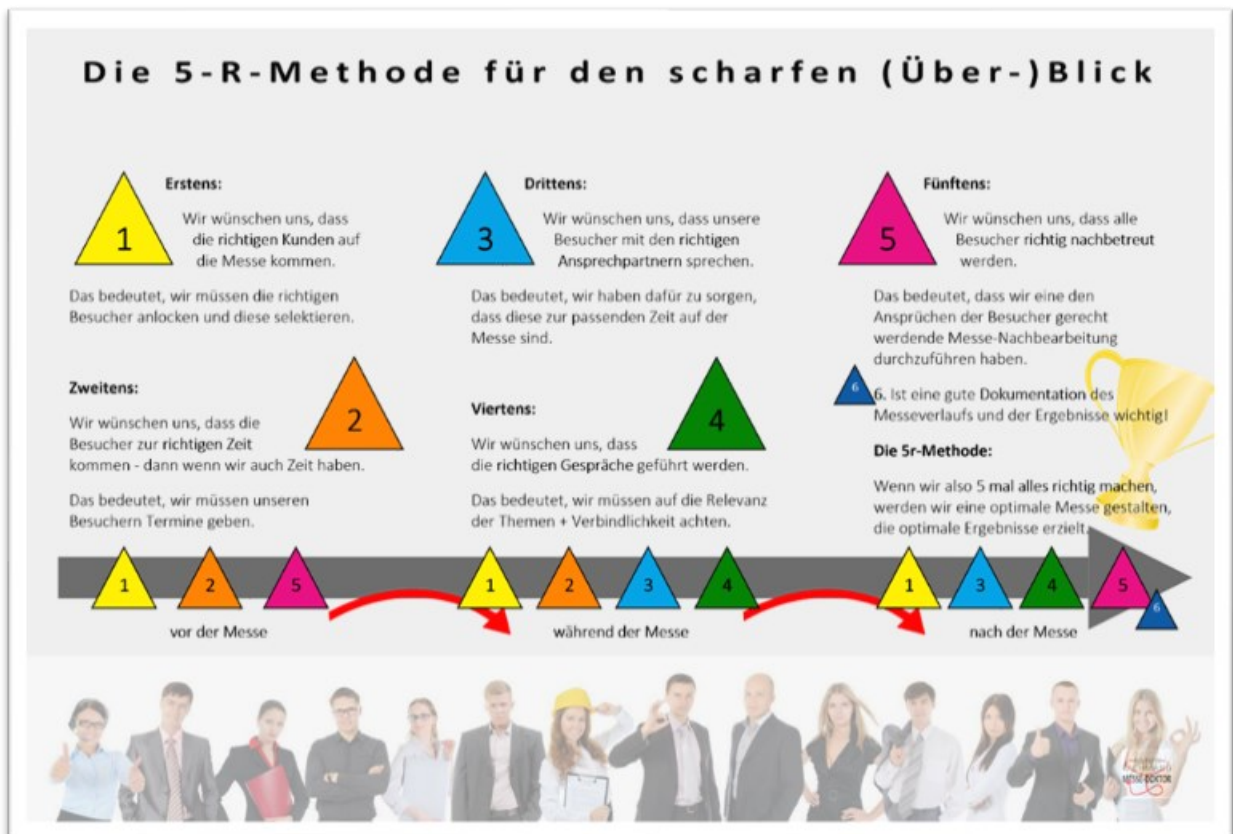 Die 5-R-Methode für den scharfen (Über-)Blick
1
Erstens:
Wir wünschen uns, dass
die richtigen Kunden auf
die Messe kommen.
Das bedeutet, wir müssen die richtigen
Besucher anlocken und diese selektieren.
Zweitens:
2
Wir wünschen uns, dass die
Besucher zur richtigen Zeit
kommen - dann wenn wir auch Zeit haben.
Das bedeutet, wir müssen unseren
Besuchern Termine geben.
3
Drittens:
Wir wünschen uns, dass unsere
Besucher mit den richtigen
Ansprechpartnern sprechen.
Das bedeutet, wir haben dafür zu sorgen,
dass diese zur passenden Zeit auf der
Messe sind.
Viertens:
4
Wir wünschen uns, dass
die richtigen Gespräche geführt werden.
Das bedeutet, wir müssen auf die Relevanz
der Themen + Verbindlichkeit achten.
5
Fünftens:
Wir wünschen uns, dass alle
Besucher richtig nachbetreut
werden.
Das bedeutet, dass wir eine den
Ansprüchen der Besucher gerecht
werdende Messe-Nachbearbeitung
durchzuführen haben.
6
6. Ist eine gute Dokumentation des
Messeverlaufs und der Ergebnisse wichtig!
Die 5r-Methode:
Wenn wir also 5 mal alles richtig machen,
werden wir eine optimale Messe gestalten,
die optimale Ergebnisse erzielt.
1 2 5
vor der Messe
1 2 3 4
während der Messe
1 3 4 5 6
nach der Messe
MESSE-DOKTOR